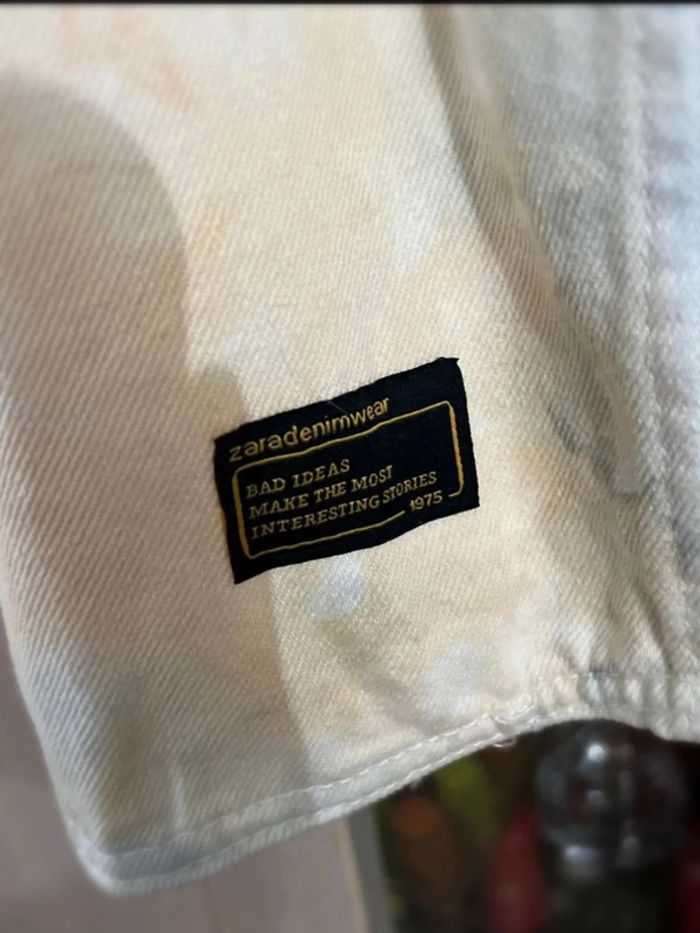 zaradenimwear
BAD IDEAS
MAKE THE MOST
INTERESTING STORIES
1975